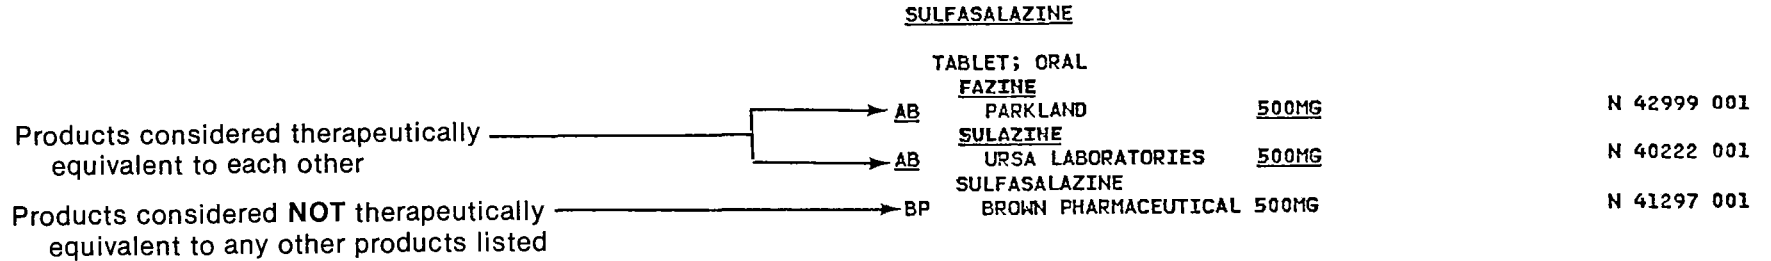 SULFASALAZINE
TABLET; ORAL
FAZINE
AB PARKLAND 500MG N 42999 001
Products considered therapeutically
equivalent to each other
SULAZINE
AB URSA LABORATORIES 500MG N 40222 001
SULFASALAZINE
Products considered NOT therapeutically
equivalent to any other products listed
BP BROWN PHARMACEUTICAL 500MG N 41297 001